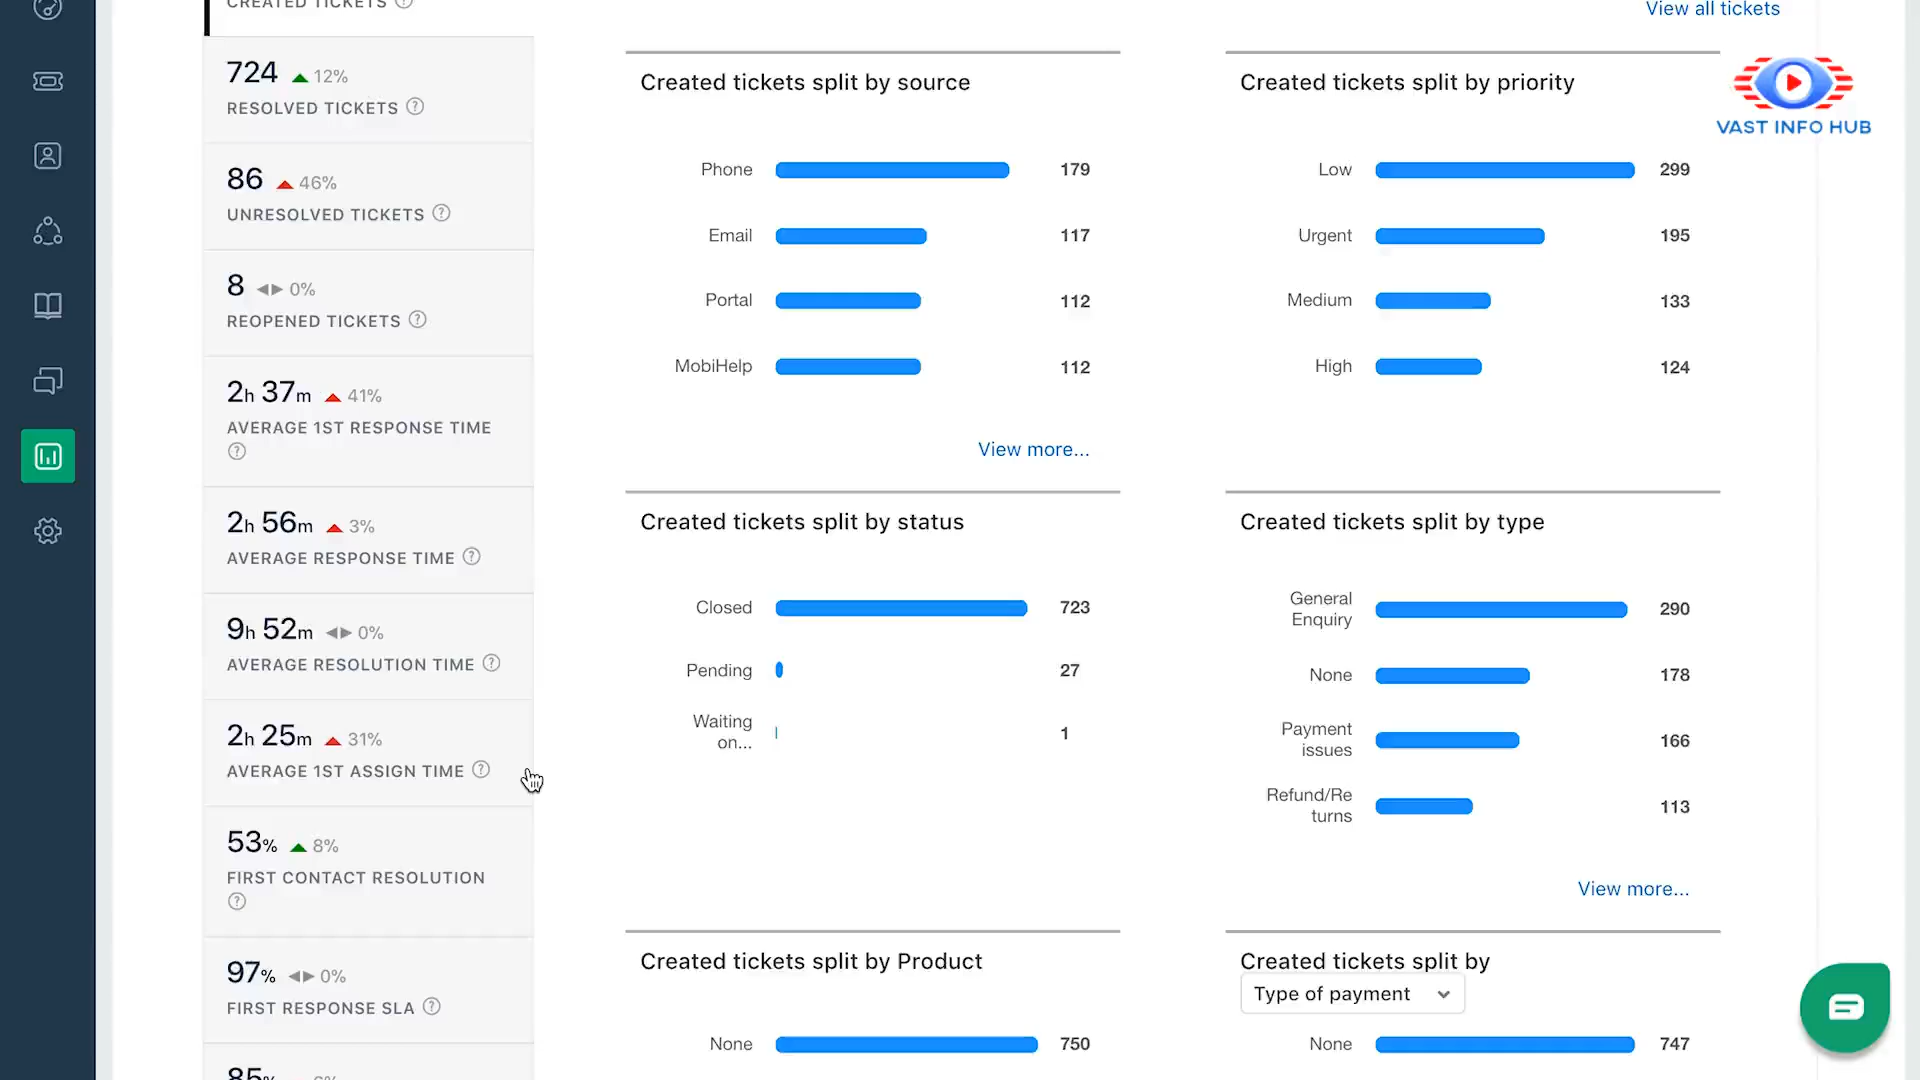 CREATED TICKETS
View all tickets
724 12%
RESOLVED TICKETS
86 46%
UNRESOLVED TICKETS
8 0%
REOPENED TICKETS
2h 37m 41%
AVERAGE 1ST RESPONSE TIME
2h 56m 3%
AVERAGE RESPONSE TIME
9h 52m 0%
AVERAGE RESOLUTION TIME
2h 25m 31%
AVERAGE 1ST ASSIGN TIME
53% 8%
FIRST CONTACT RESOLUTION
97% 0%
FIRST RESPONSE SLA
Created tickets split by source
Phone 179
Email 117
Portal 112
MobiHelp 112
View more...
Created tickets split by priority
Low 299
Urgent 195
Medium 133
High 124
VAST INFO HUB
Created tickets split by status
Closed 723
Pending 27
Waiting
on... 1
Created tickets split by type
General
Enquiry 290
None 178
Payment
issues 166
Refund/Re
turns 113
View more...
Created tickets split by Product
None 750
Created tickets split by
Type of payment
None 747